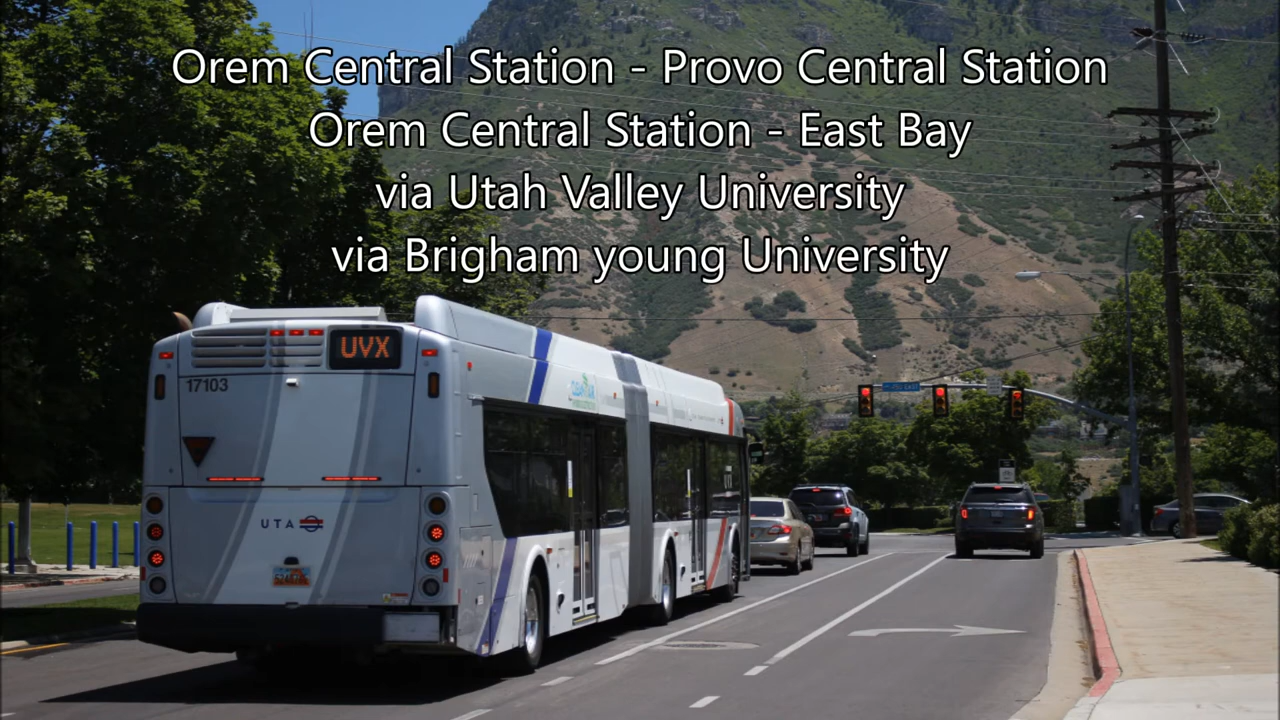 Orem Central Station - Provo Central Station
Orem Central Station - East Bay
via Utah Valley University
via Brigham young University
UVX
17103
UTA